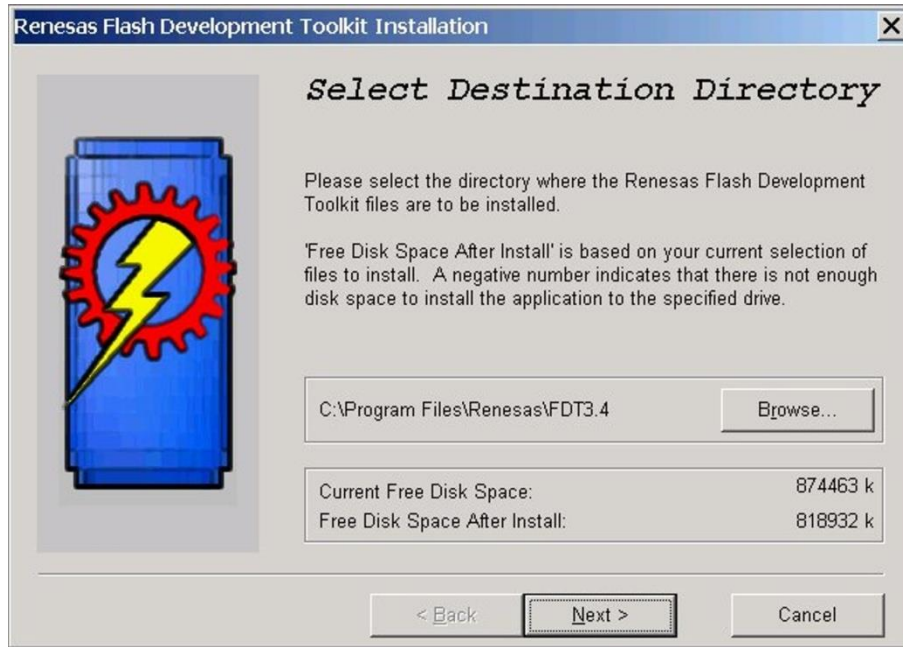 Renesas Flash Development Toolkit Installation
Select Destination Directory
Please select the directory where the Renesas Flash Development
Toolkit files are to be installed.
'Free Disk Space After Install' is based on your current selection of
files to install.  A negative number indicates that there is not enough
disk space to install the application to the specified drive.
C:\Program Files\Renesas\FDT3.4
Browse...
Current Free Disk Space: 874463 k
Free Disk Space After Install: 818932 k
< Back Next > Cancel